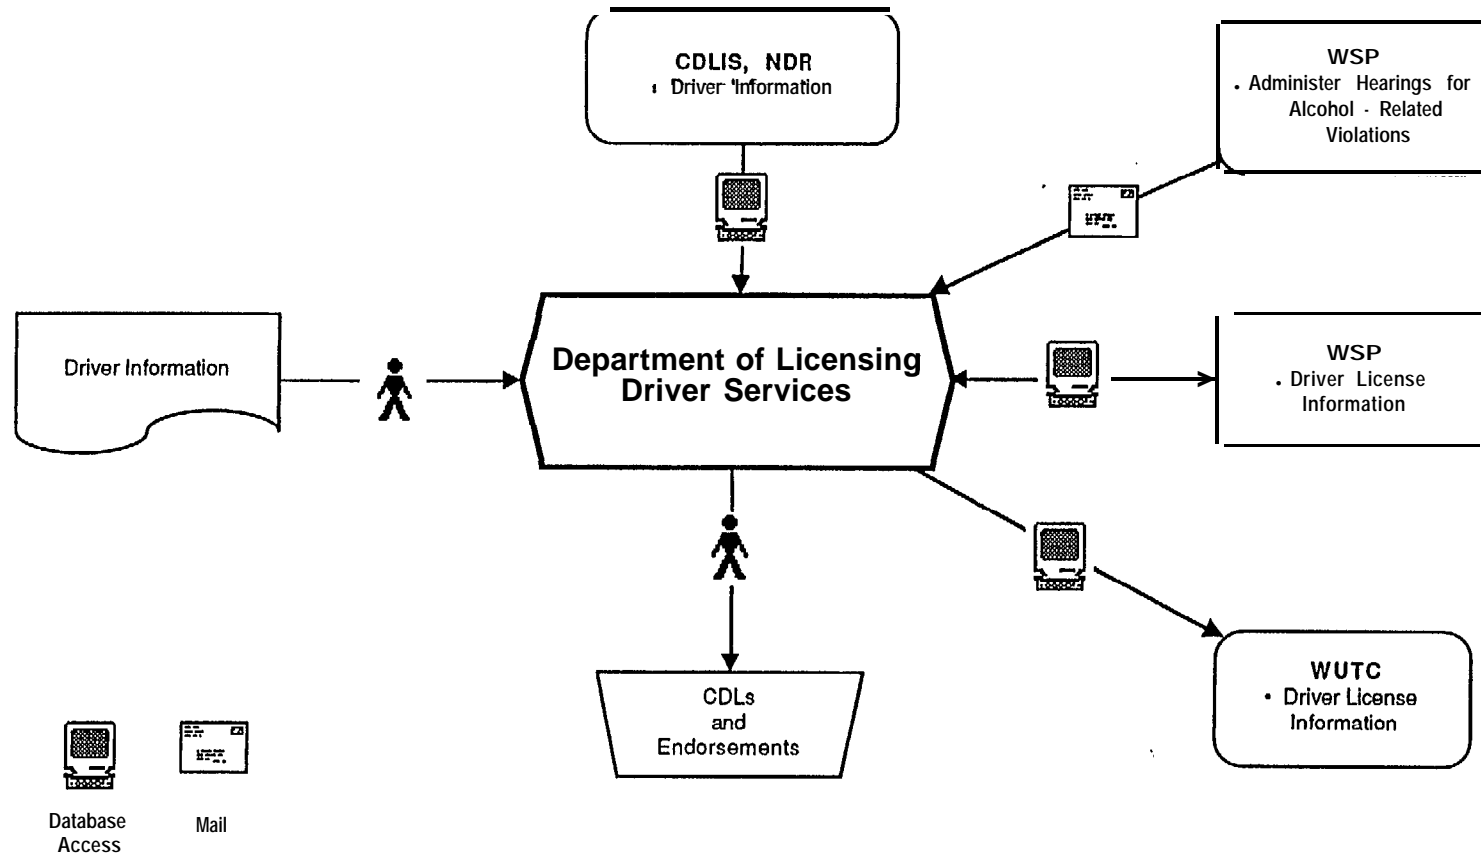 CDLIS, NDR
Driver Information
WSP
• Administer Hearings for
Alcohol - Related
Violations
Driver Information
Department of Licensing
Driver Services
WSP
• Driver License
Information
CDLs
and
Endorsements
WUTC
• Driver License
Information
Database
Access
Mail